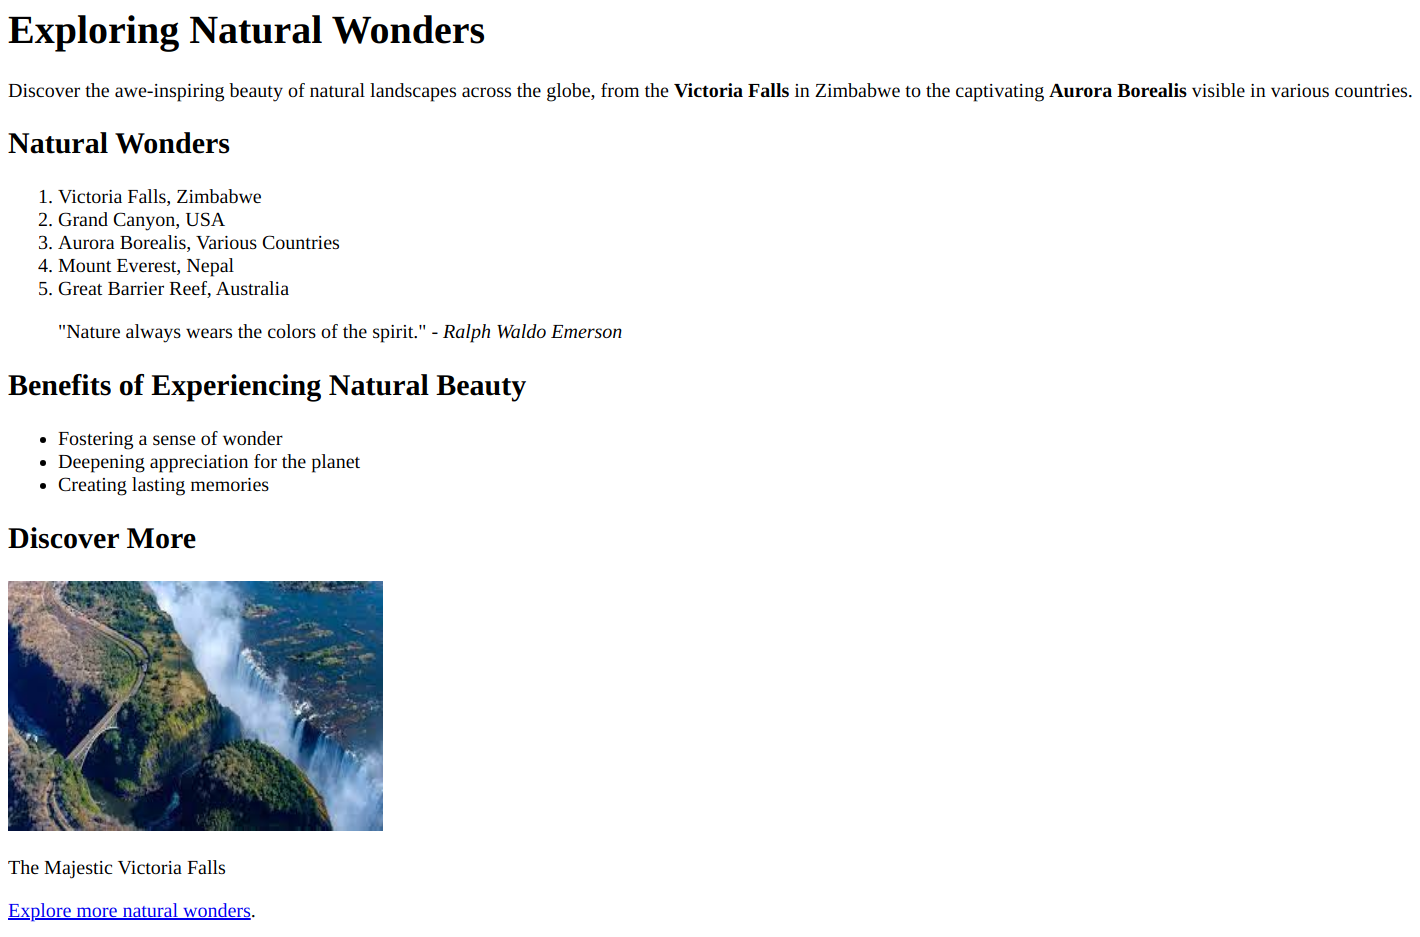 Exploring Natural Wonders
Discover the awe-inspiring beauty of natural landscapes across the globe, from the Victoria Falls in Zimbabwe to the captivating Aurora Borealis visible in various countries.
Natural Wonders
1. Victoria Falls, Zimbabwe
2. Grand Canyon, USA
3. Aurora Borealis, Various Countries
4. Mount Everest, Nepal
5. Great Barrier Reef, Australia
"Nature always wears the colors of the spirit." - Ralph Waldo Emerson
Benefits of Experiencing Natural Beauty
• Fostering a sense of wonder
• Deepening appreciation for the planet
• Creating lasting memories
Discover More
The Majestic Victoria Falls
Explore more natural wonders.